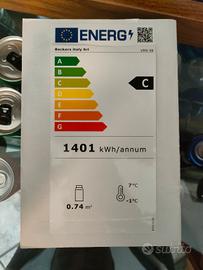 ENERG
Beckers Italy Srl
A
B
C
D
E
F
G
C
1401 kWh/annum
0.74 m²
7°C
-1°C
subito